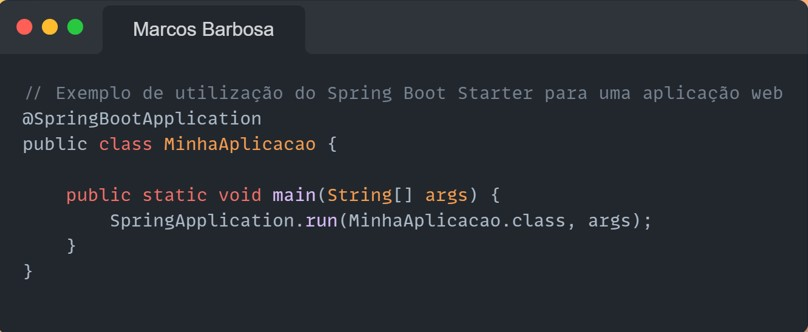 Marcos Barbosa
// Exemplo de utilização do Spring Boot Starter para uma aplicação web
@SpringBootApplication
public class MinhaAplicacao {
    public static void main(String[] args) {
        SpringApplication.run(MinhaAplicacao.class, args);
    }
}